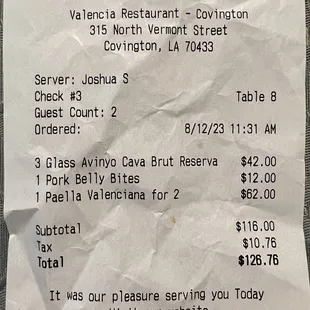 Valencia Restaurant - Covington
315 North Vermont Street
Covington, LA 70433
Server: Joshua S
Check #3 Table 8
Guest Count: 2
Ordered: 8/12/23 11:31 AM
3 Glass Avinyo Cava Brut Reserva $42.00
1 Pork Belly Bites $12.00
1 Paella Valenciana for 2 $62.00
Subtotal $116.00
Tax $10.76
Total $126.76
It was our pleasure serving you Today